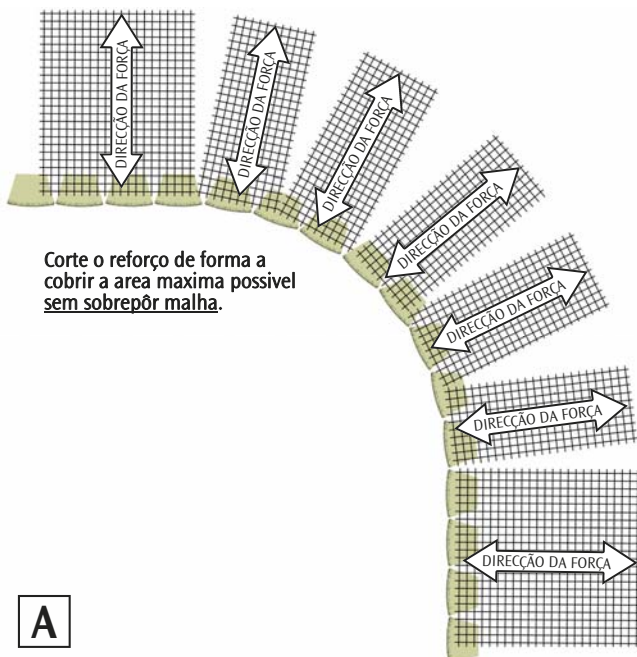 DIRECÇÃO DA FORÇA
DIRECÇÃO DA FORÇA
DIRECÇÃO DA FORÇA
DIRECÇÃO DA FORÇA
Corte o reforço de forma a
cobrir a area maxima possivel
sem sobrepôr malha.
DIRECÇÃO DA FORÇA
DIRECÇÃO DA FORÇA
DIRECÇÃO DA FORÇA
A